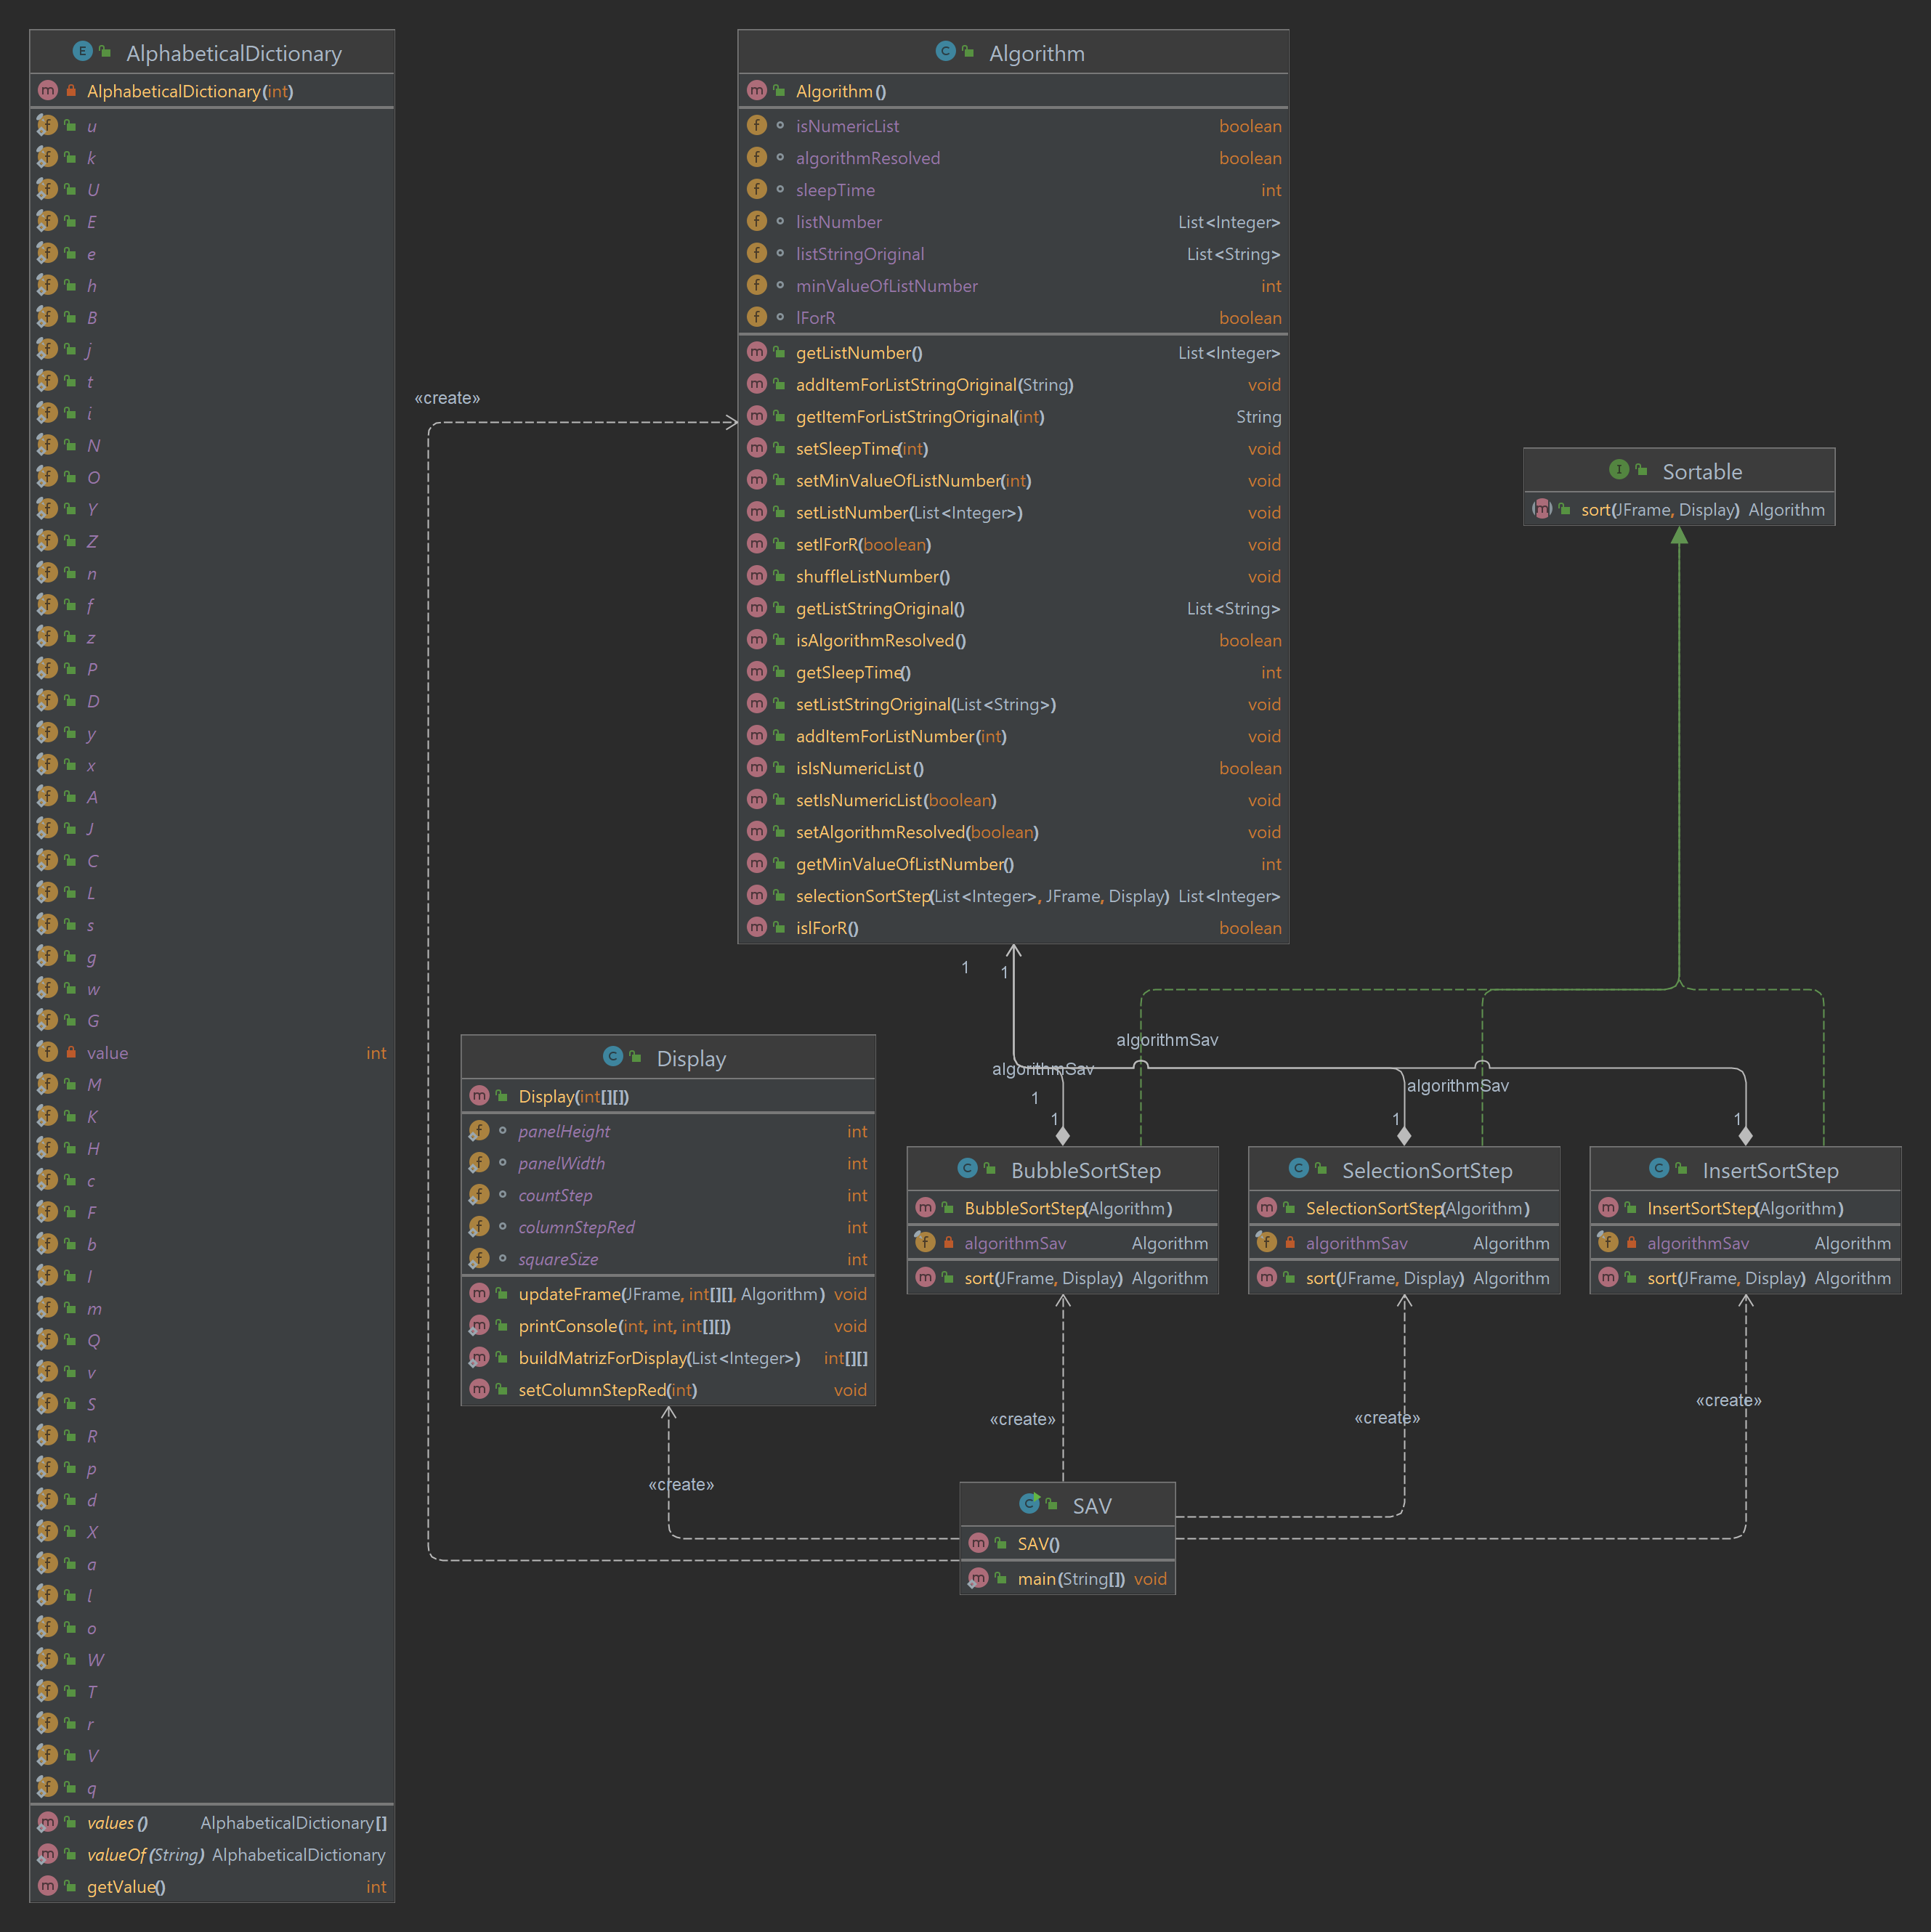 AlphabeticalDictionary
AlphabeticalDictionary(int)
u
k
U
E
e
h
B
j
t
i
N
O
Y
Z
n
f
z
P
D
y
x
A
J
C
L
s
g
w
G
value int
M
K
H
c
F
b
I
m
Q
v
S
R
p
d
X
a
l
o
W
T
r
V
q
values() AlphabeticalDictionary[]
valueOf(String) AlphabeticalDictionary
getValue() int
«create»
Algorithm
Algorithm()
isNumericList boolean
algorithmResolved boolean
sleepTime int
listNumber List<Integer>
listStringOriginal List<String>
minValueOfListNumber int
lForR boolean
getListNumber() List<Integer>
addItemForListStringOriginal(String) void
getItemForListStringOriginal(int) String
setSleepTime(int) void
setMinValueOfListNumber(int) void
setListNumber(List<Integer>) void
setlForR(boolean) void
shuffleListNumber() void
getListStringOriginal() List<String>
isAlgorithmResolved() boolean
getSleepTime() int
setListStringOriginal(List<String>) void
addItemForListNumber(int) void
isIsNumericList() boolean
setIsNumericList(boolean) void
setAlgorithmResolved(boolean) void
getMinValueOfListNumber() int
selectionSortStep(List<Integer>, JFrame, Display) List<Integer>
islForR() boolean
Sortable
sort(JFrame, Display) Algorithm
1
1
algorithmSav
algorithmSav
algorithmSav
1
1
1
1
Display
Display(int[][])
panelHeight int
panelWidth int
countStep int
columnStepRed int
squareSize int
updateFrame(JFrame, int[][], Algorithm) void
printConsole(int, int, int[][]) void
buildMatrizForDisplay(List<Integer>) int[][]
setColumnStepRed(int) void
BubbleSortStep
BubbleSortStep(Algorithm)
algorithmSav Algorithm
sort(JFrame, Display) Algorithm
SelectionSortStep
SelectionSortStep(Algorithm)
algorithmSav Algorithm
sort(JFrame, Display) Algorithm
InsertSortStep
InsertSortStep(Algorithm)
algorithmSav Algorithm
sort(JFrame, Display) Algorithm
«create»
«create»
«create»
«create»
SAV
SAV()
main(String[]) void